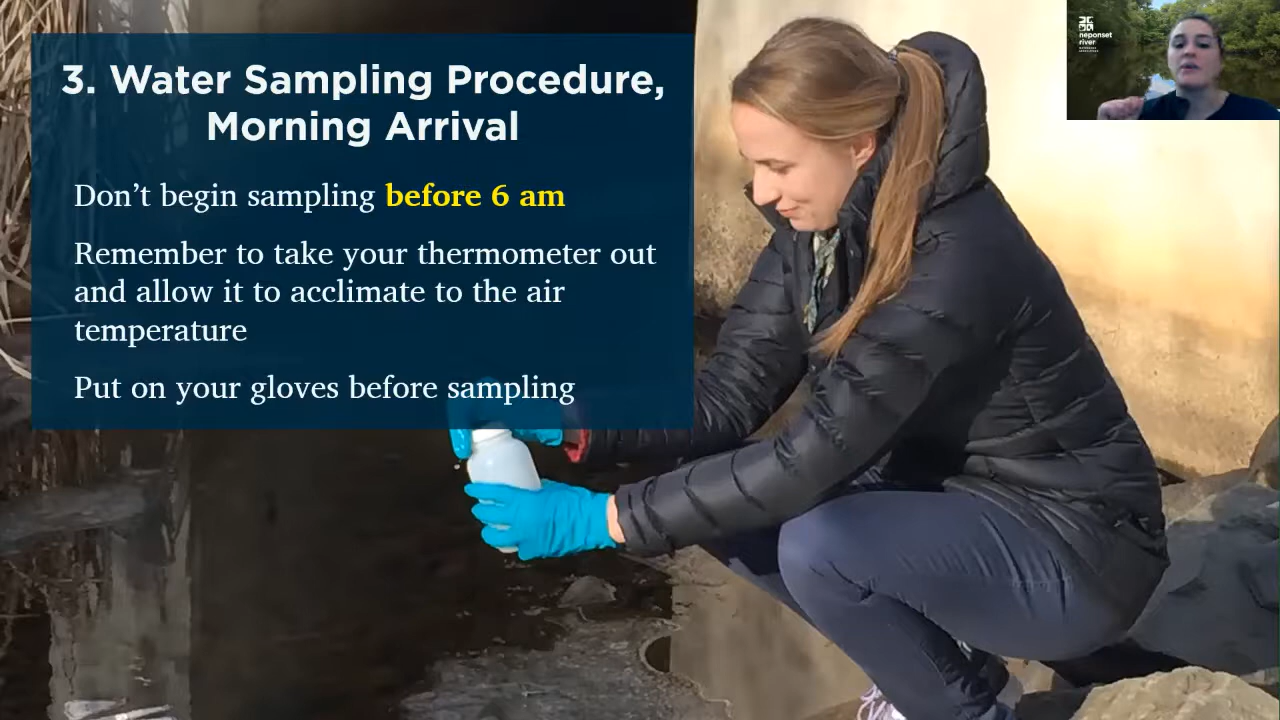 3. Water Sampling Procedure,
Morning Arrival
Don’t begin sampling before 6 am
Remember to take your thermometer out
and allow it to acclimate to the air
temperature
Put on your gloves before sampling
neponset
river